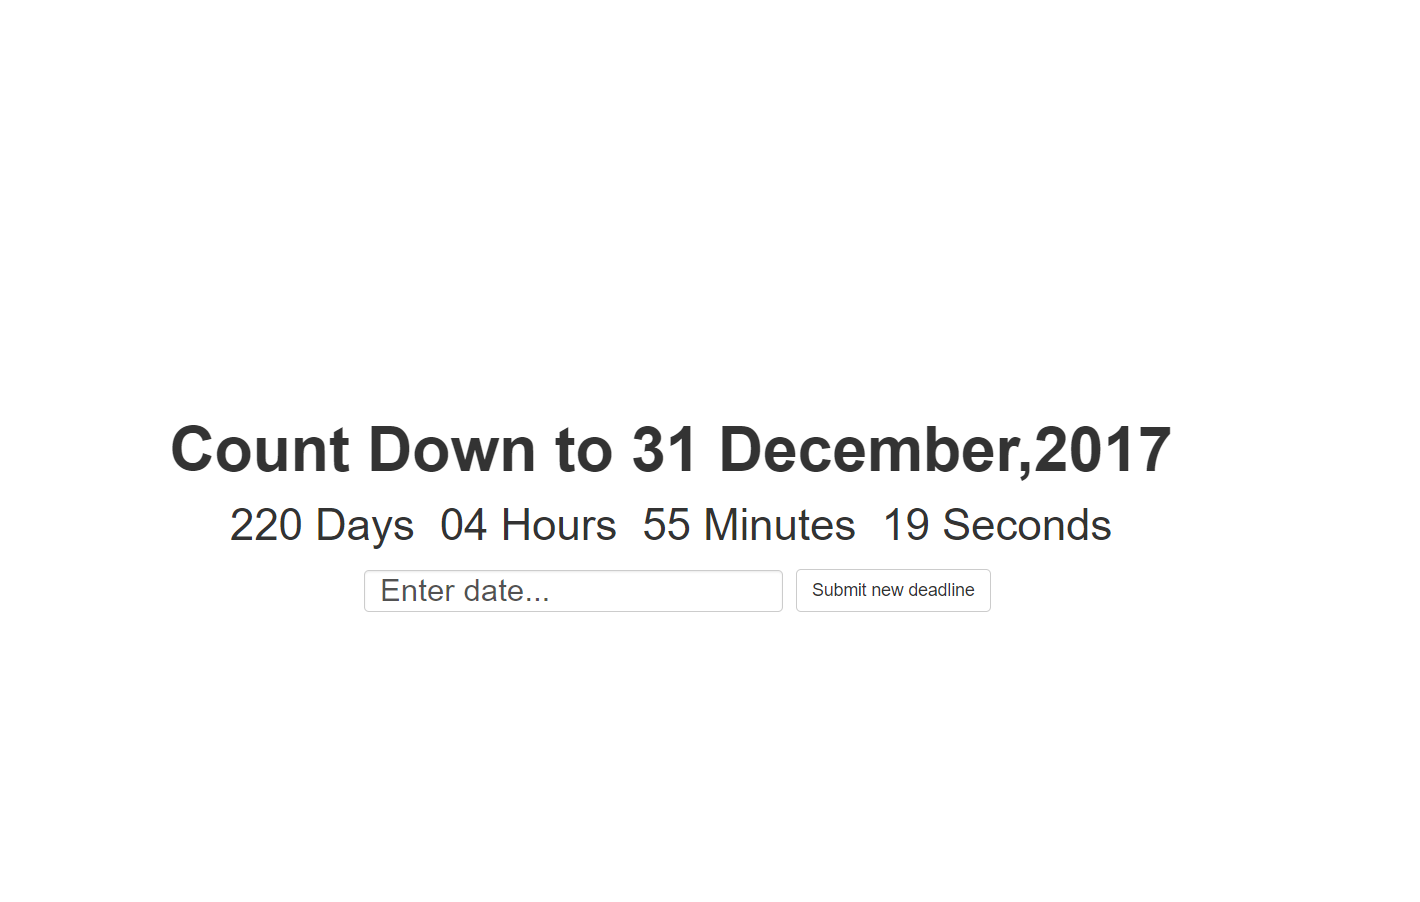 Count Down to 31 December,2017
220 Days 04 Hours 55 Minutes 19 Seconds
Enter date... Submit new deadline